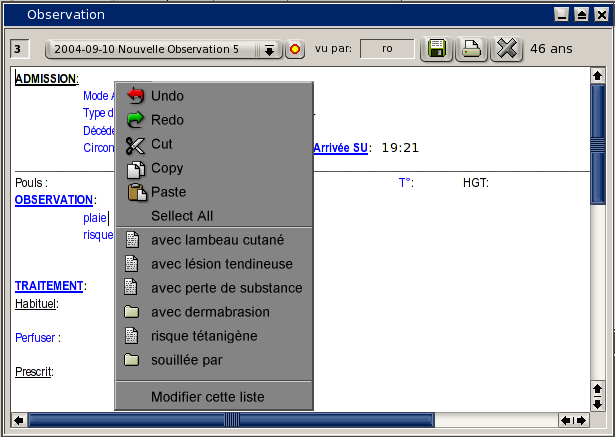 Observation
3 2004-09-10 Nouvelle Observation 5 vu par: ro 46 ans
ADMISSION:
Mode A
Type d
Décéde
Circon Arrivée SU: 19:21
Pouls : T°: HGT:
OBSERVATION:
plaie
risque
TRAITEMENT:
Habituel:
Perfuser :
Prescrit:
Undo
Redo
Cut
Copy
Paste
Sellect All
avec lambeau cutané
avec lésion tendineuse
avec perte de substance
avec dermabrasion
risque tétanigène
souillée par
Modifier cette liste